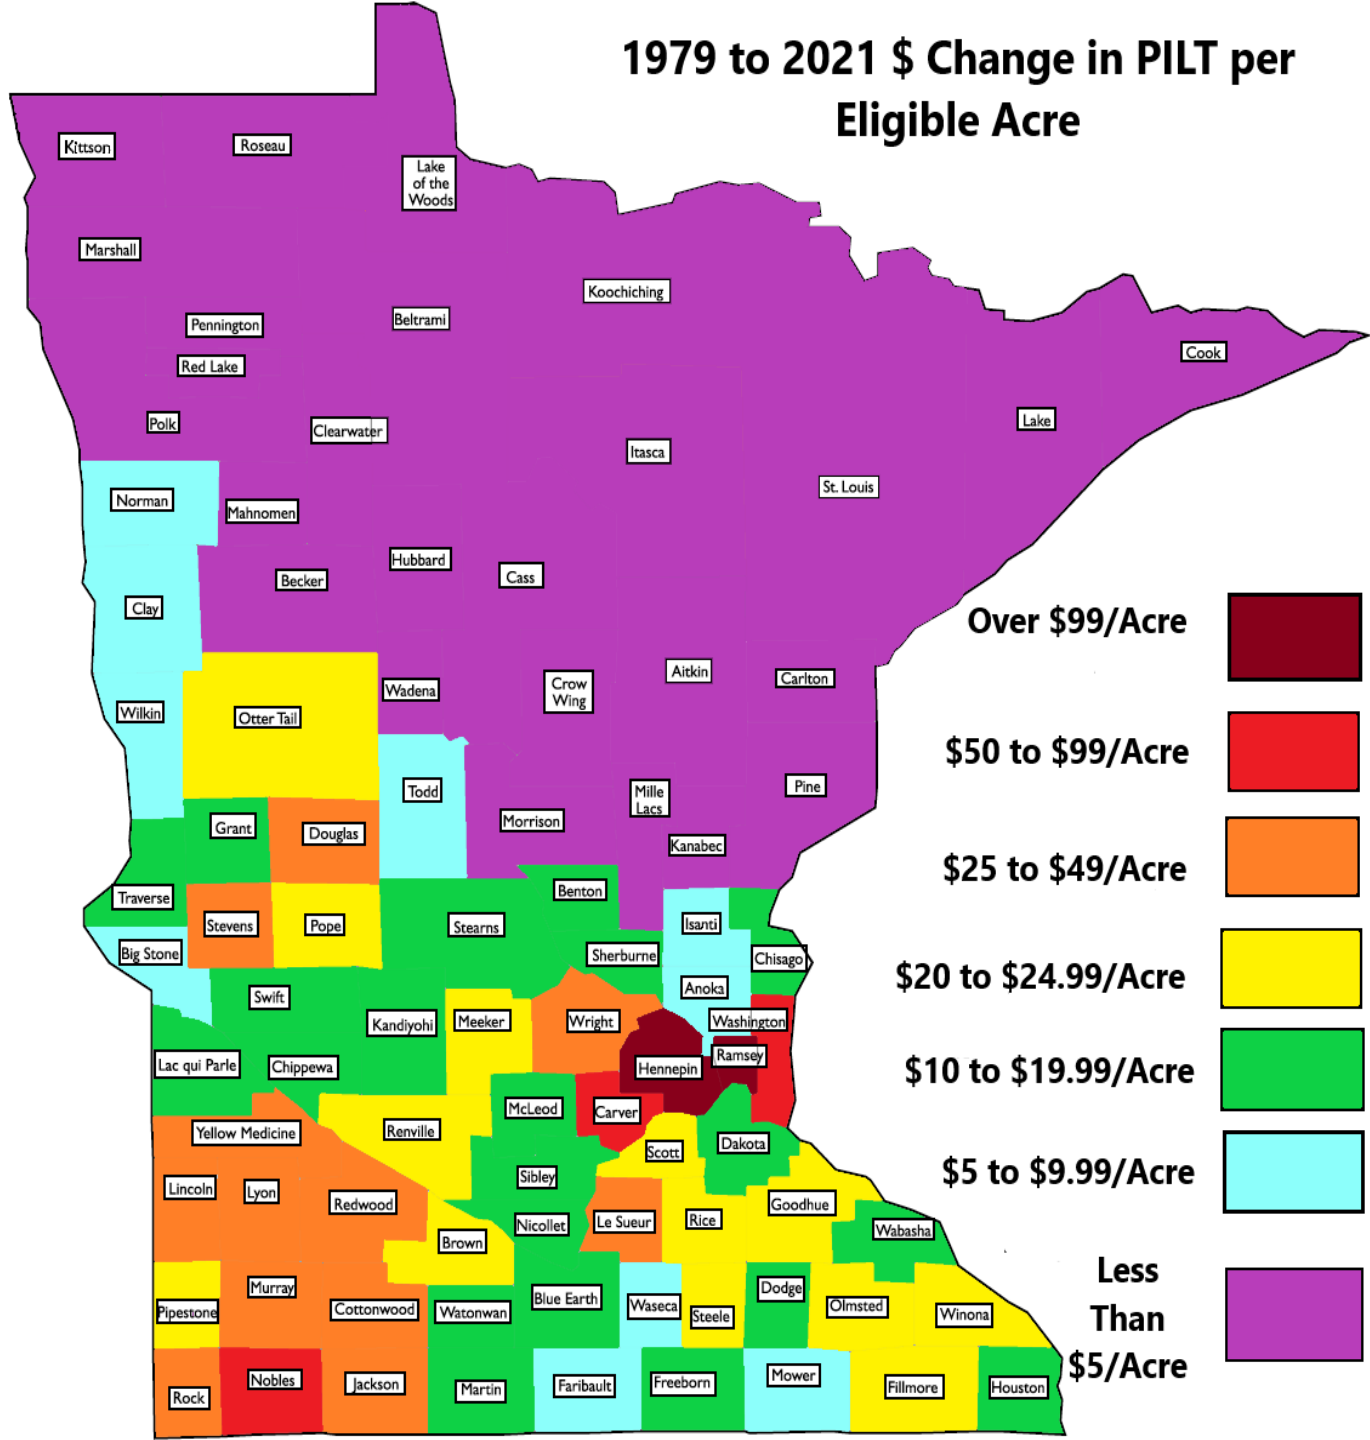 1979 to 2021 $ Change in PILT per
Eligible Acre
Kittson
Roseau
Lake
of the
Woods
Marshall
Koochiching
Pennington
Beltrami
Red Lake
Cook
Polk
Clearwater
Lake
Itasca
St. Louis
Norman
Mahnomen
Hubbard
Cass
Becker
Clay
Over $99/Acre
Aitkin
Carlton
Wadena
Crow
Wing
Wilkin
Otter Tail
$50 to $99/Acre
Todd
Mille
Lacs
Pine
Morrison
Grant
Douglas
Kanabec
$25 to $49/Acre
Benton
Traverse
Stevens
Pope
Stearns
Isanti
Big Stone
Sherburne
Chisago
$20 to $24.99/Acre
Anoka
Swift
Kandiyohi
Meeker
Wright
Washington
Lac qui Parle
Chippewa
Hennepin
Ramsey
$10 to $19.99/Acre
McLeod
Carver
Yellow Medicine
Renville
Dakota
Scott
$5 to $9.99/Acre
Sibley
Lincoln
Lyon
Redwood
Goodhue
Nicollet
Le Sueur
Rice
Wabasha
Brown
Less
Than
$5/Acre
Murray
Dodge
Blue Earth
Pipestone
Cottonwood
Watonwan
Waseca
Steele
Olmsted
Winona
Rock
Nobles
Jackson
Martin
Faribault
Freeborn
Mower
Fillmore
Houston